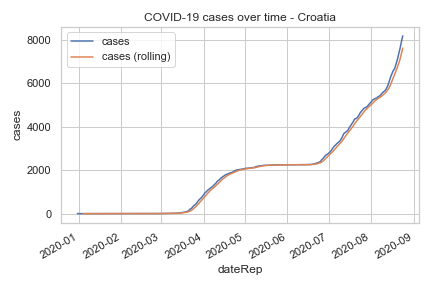 COVID-19 cases over time - Croatia
cases
cases (rolling)
8000
6000
4000
2000
0
cases
2020-01
2020-02
2020-03
2020-04
2020-05
2020-06
2020-07
2020-08
2020-09
dateRep